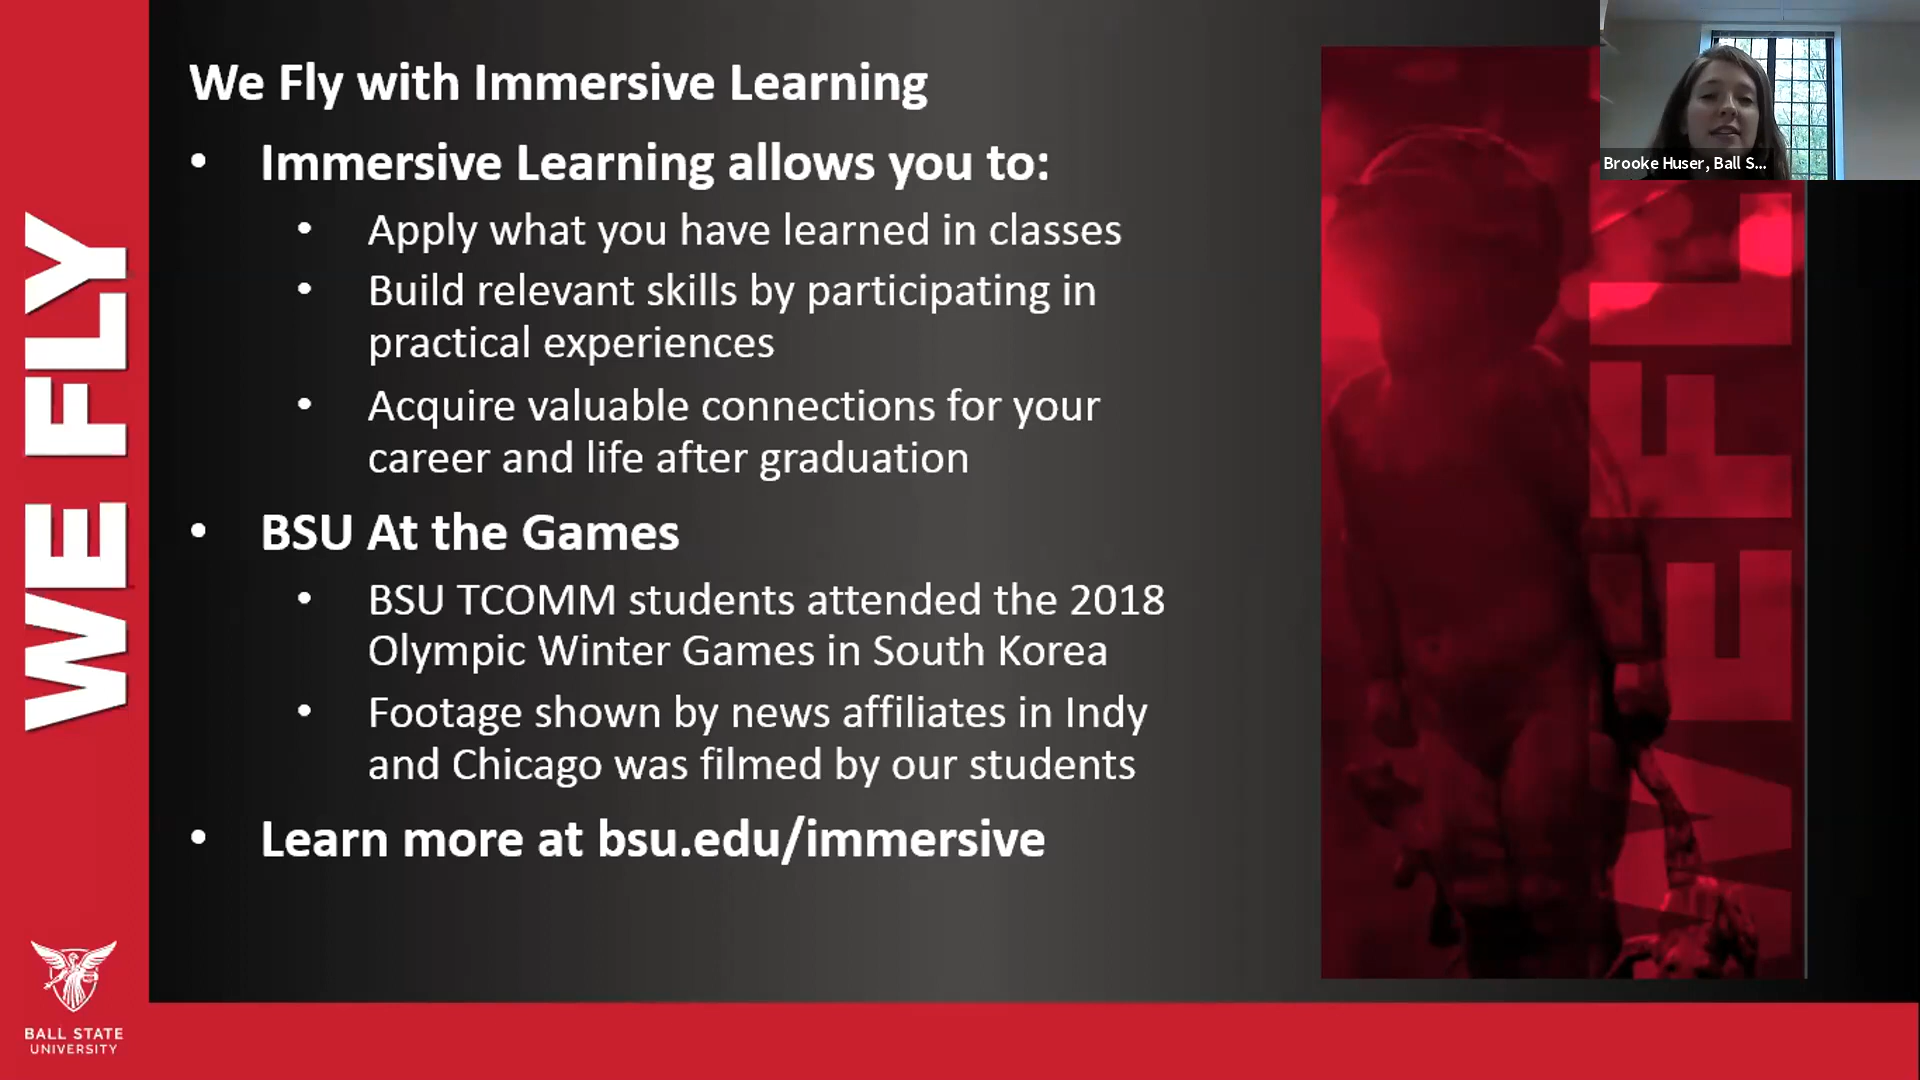 We Fly with Immersive Learning
• Immersive Learning allows you to:
• Apply what you have learned in classes
• Build relevant skills by participating in
practical experiences
• Acquire valuable connections for your
career and life after graduation
• BSU At the Games
• BSU TCOMM students attended the 2018
Olympic Winter Games in South Korea
• Footage shown by news affiliates in Indy
and Chicago was filmed by our students
• Learn more at bsu.edu/immersive
WE FLY
BALL STATE
UNIVERSITY
Brooke Huser, Ball S...
WE FL